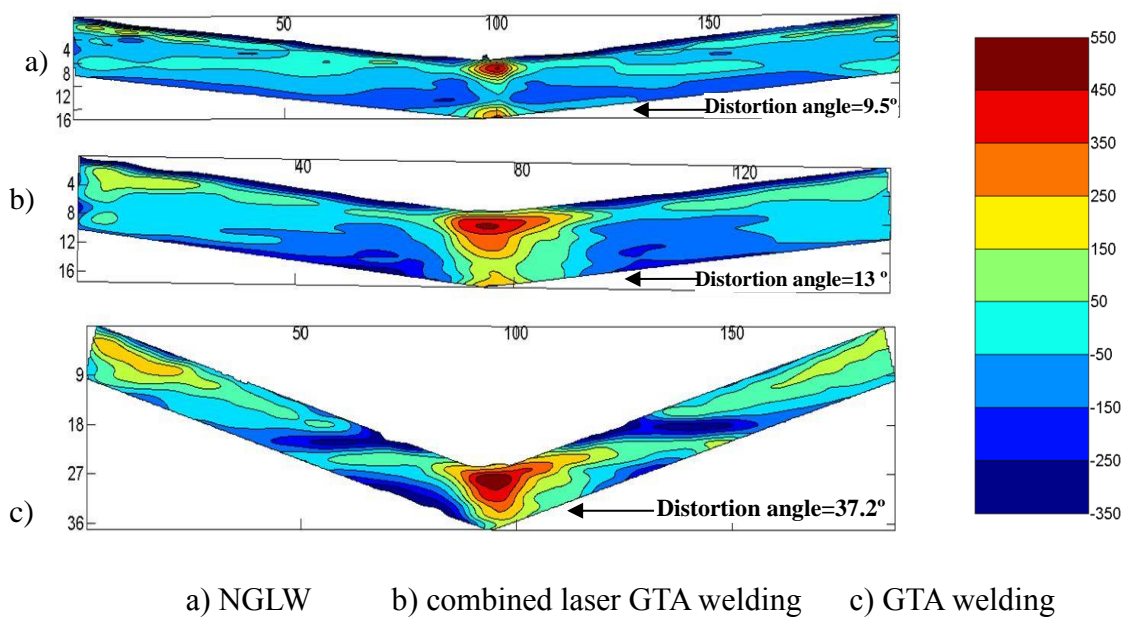 50 100 150
a)
4
8
12
16
Distortion angle=9.5º
40 80 120
b)
4
8
12
16
Distortion angle=13 º
50 100 150
9
18
27
36
c)
Distortion angle=37.2º
550
450
350
250
150
50
-50
-150
-250
-350
a) NGLW b) combined laser GTA welding c) GTA welding